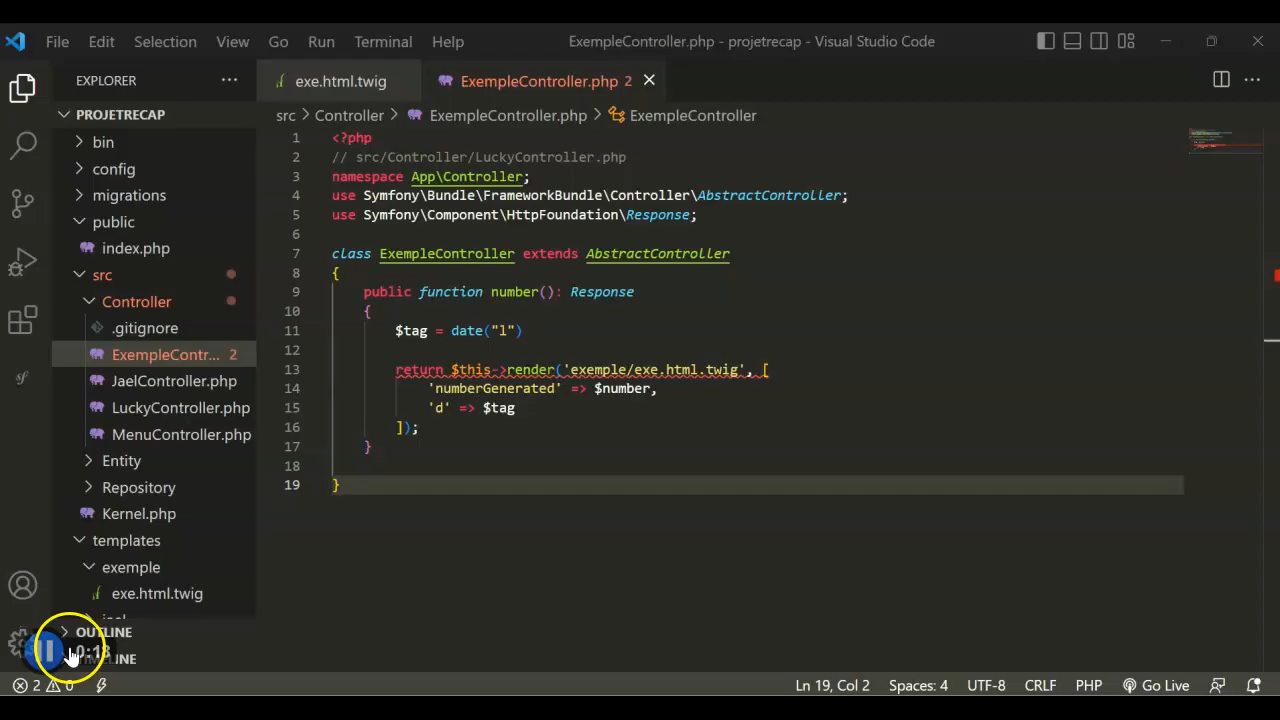 File Edit Selection View Go Run Terminal Help ExempleController.php - projetrecap - Visual Studio Code
EXPLORER
exe.html.twig
ExempleController.php 2
PROJETRECAP
src > Controller > ExempleController.php > ExempleController
bin
config
migrations
public
index.php
src
Controller
.gitignore
ExempleContr... 2
JaelController.php
LuckyController.php
MenuController.php
Entity
Repository
Kernel.php
templates
exemple
exe.html.twig
OUTLINE
0:18
1 <?php
2 // src/Controller/LuckyController.php
3 namespace App\Controller;
4 use Symfony\Bundle\FrameworkBundle\Controller\AbstractController;
5 use Symfony\Component\HttpFoundation\Response;
6
7 class ExempleController extends AbstractController
8 {
9 public function number(): Response
10 {
11 $tag = date("l")
12
13 return $this->render('exemple/exe.html.twig', [
14 'numberGenerated' => $number,
15 'd' => $tag
16 ]);
17 }
18
19 }
2 0
Ln 19, Col 2 Spaces: 4 UTF-8 CRLF PHP Go Live